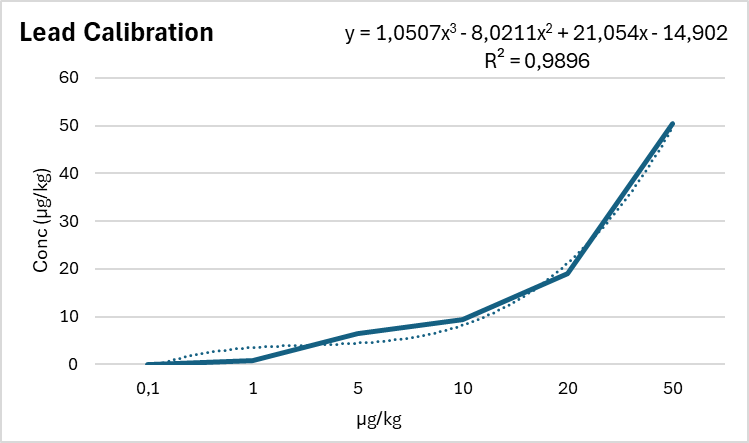 Lead Calibration
y = 1,0507x³ - 8,0211x² + 21,054x - 14,902
R² = 0,9896
60
50
40
30
20
10
0
Conc (µg/kg)
0,1 1 5 10 20 50
µg/kg